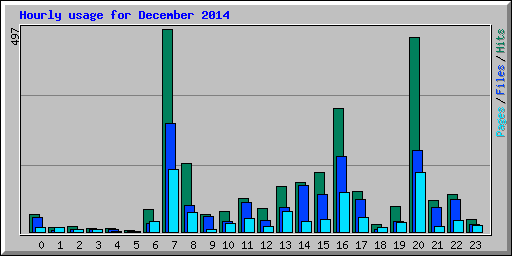 Hourly usage for December 2014
497
Pages/Files/Hits
0 1 2 3 4 5 6 7 8 9 10 11 12 13 14 15 16 17 18 19 20 21 22 23